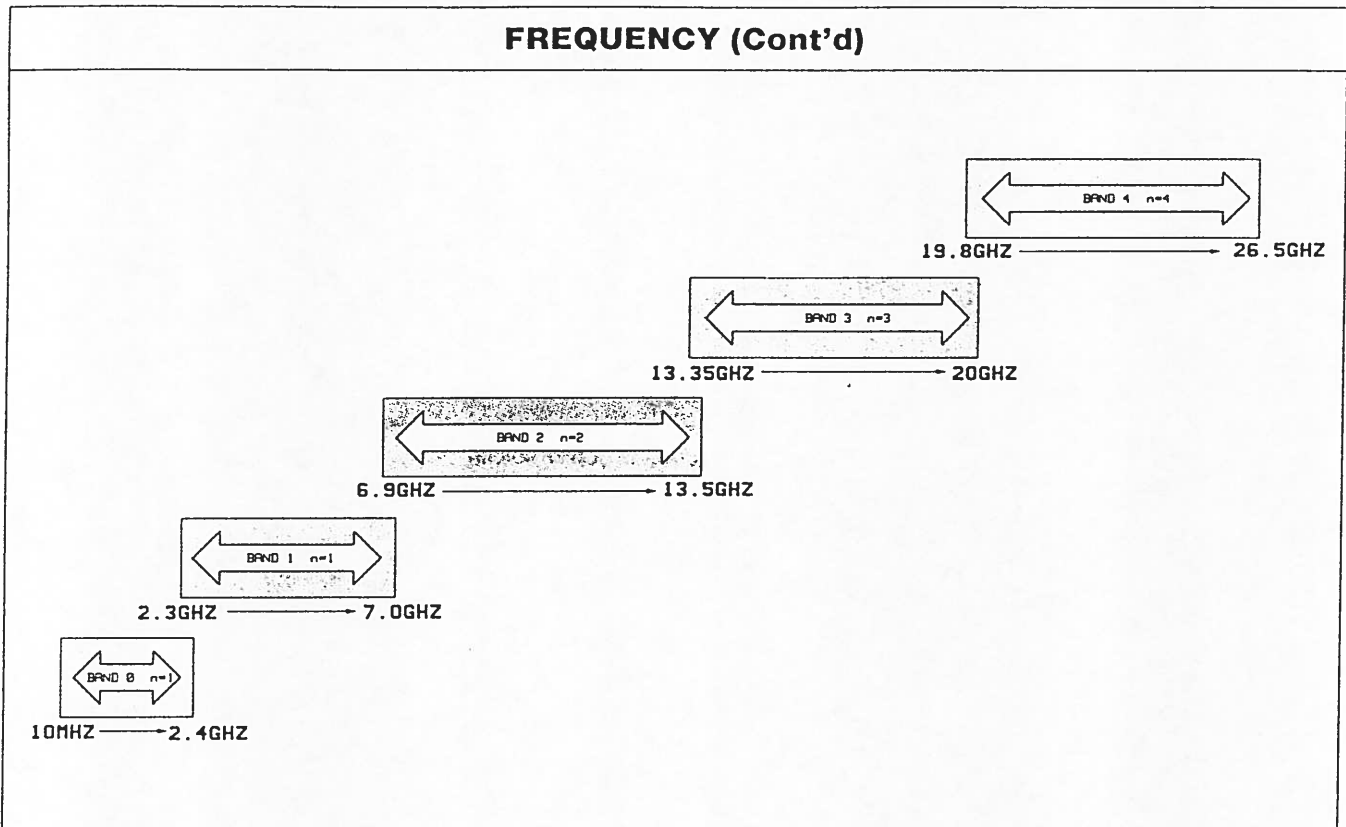 FREQUENCY (Cont'd)
BAND 4 n=4
19.8GHZ 26.5GHZ
BAND 3 n=3
13.35GHZ 20GHZ
BAND 2 n=2
6.9GHZ 13.5GHZ
BAND 1 n=1
2.3GHZ 7.0GHZ
BAND 0 n=1
10MHZ 2.4GHZ